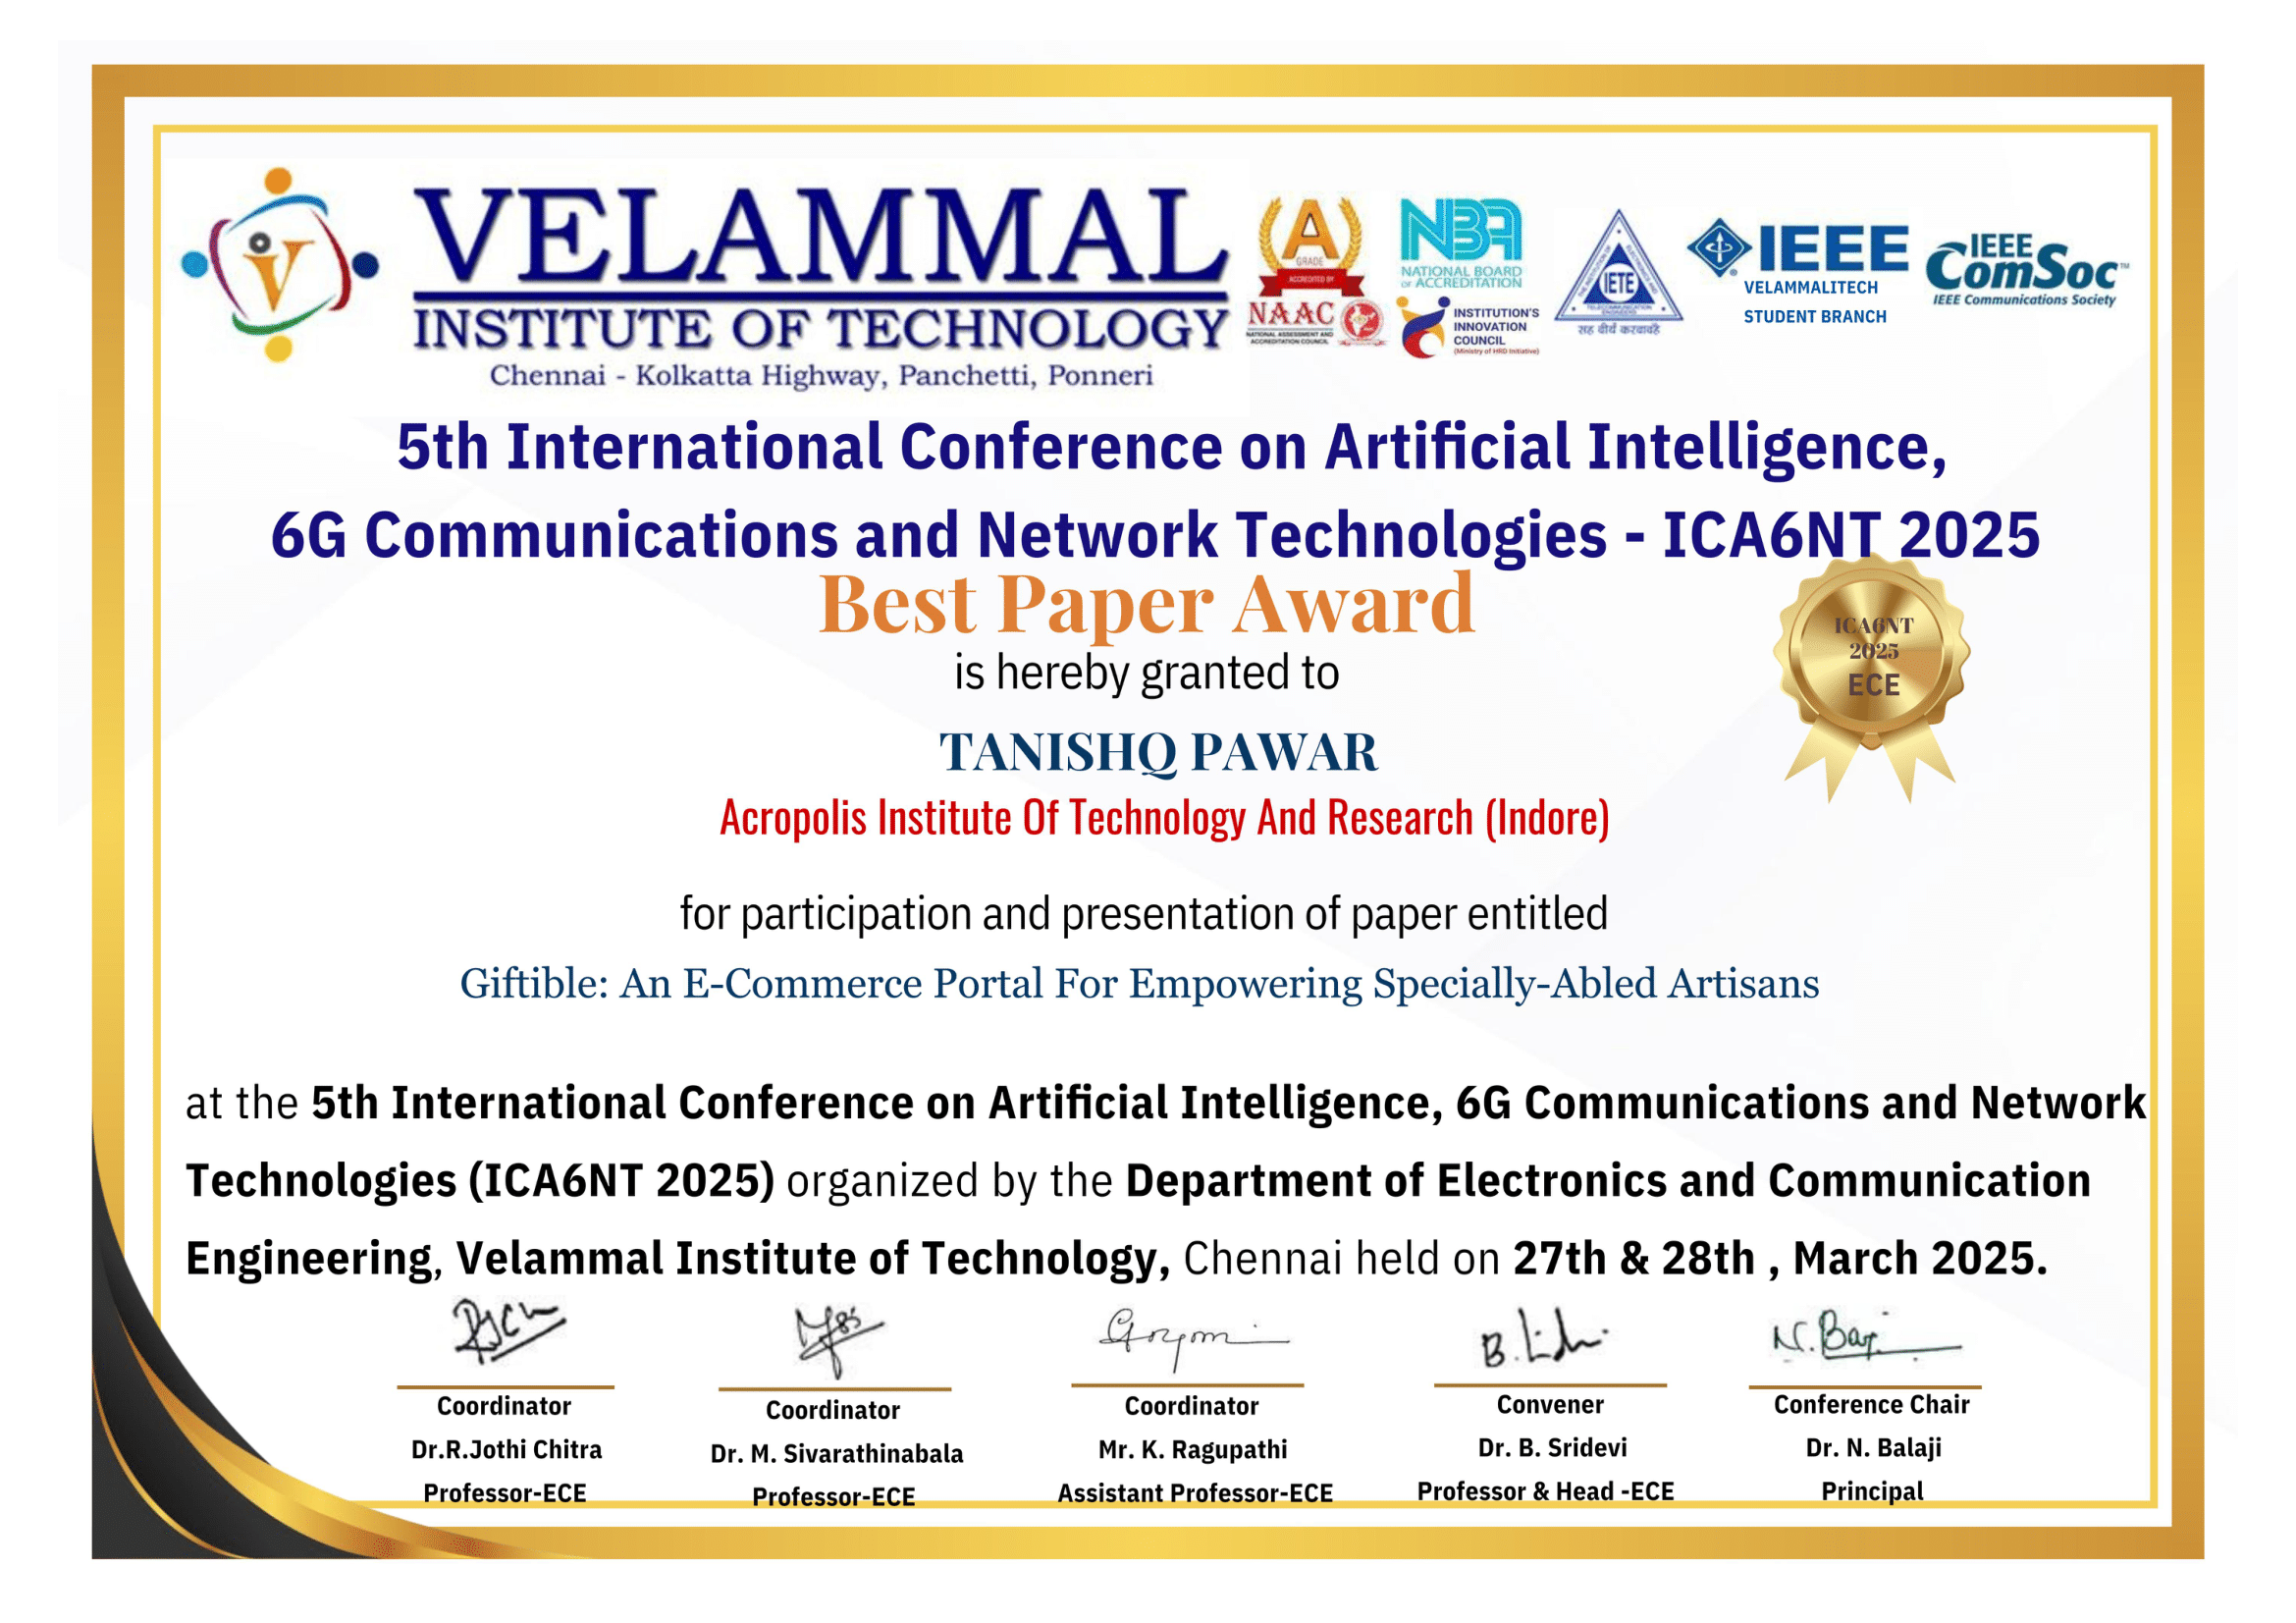 VELAMMAL
INSTITUTE OF TECHNOLOGY
Chennai - Kolkatta Highway, Panchetti, Ponneri
A
GRADE
ACCREDITED BY
NAAC
NATIONAL ASSESSMENT AND
ACCREDITATION COUNCIL
NBA
NATIONAL BOARD
OF ACCREDITATION
INSTITUTION'S
INNOVATION
COUNCIL
(Ministry of HRD Initiative)
IETE
IEEE
VELAMMALITECH
STUDENT BRANCH
IEEE
ComSoc™
IEEE Communications Society
5th International Conference on Artificial Intelligence,
6G Communications and Network Technologies - ICA6NT 2025
Best Paper Award
is hereby granted to
ICA6NT
2025
ECE
TANISHQ PAWAR
Acropolis Institute Of Technology And Research (Indore)
for participation and presentation of paper entitled
Giftible: An E-Commerce Portal For Empowering Specially-Abled Artisans
at the 5th International Conference on Artificial Intelligence, 6G Communications and Network
Technologies (ICA6NT 2025) organized by the Department of Electronics and Communication
Engineering, Velammal Institute of Technology, Chennai held on 27th & 28th , March 2025.
Coordinator
Dr.R.Jothi Chitra
Professor-ECE
Coordinator
Dr. M. Sivarathinabala
Professor-ECE
Coordinator
Mr. K. Ragupathi
Assistant Professor-ECE
B.
Convener
Dr. B. Sridevi
Professor & Head -ECE
N.
Conference Chair
Dr. N. Balaji
Principal